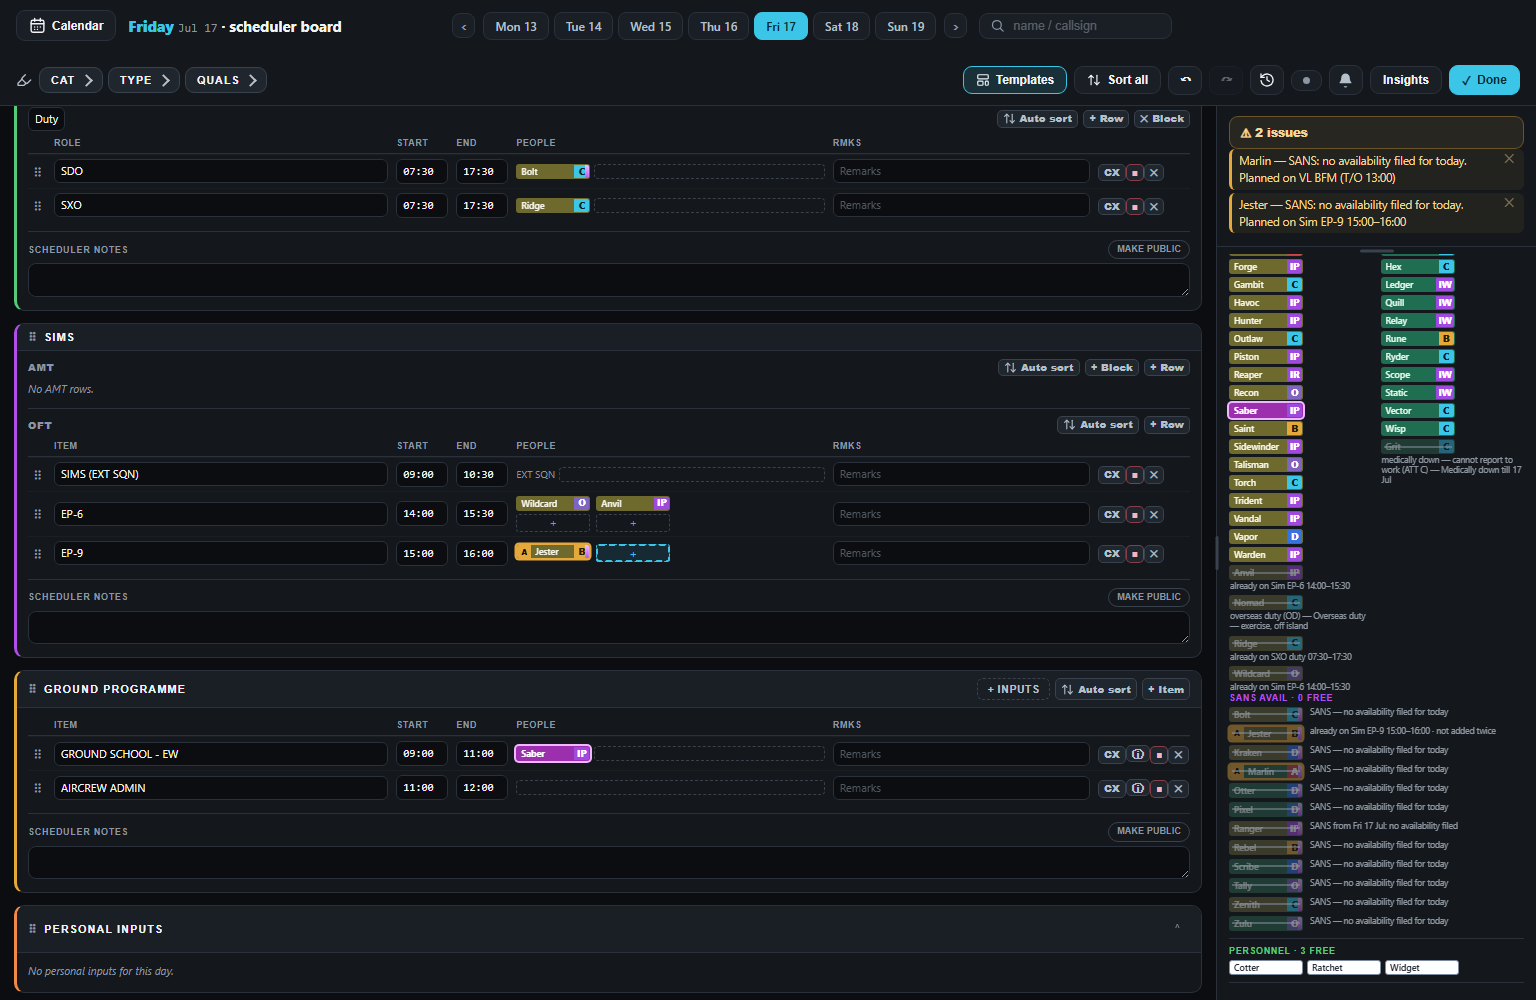 Calendar
Friday Jul 17 · scheduler board
‹ Mon 13 Tue 14 Wed 15 Thu 16 Fri 17 Sat 18 Sun 19 › name / callsign
CAT TYPE QUALS
Templates Sort all Insights ✓ Done
Duty Auto sort + Row × Block
ROLE START END PEOPLE RMKS
SDO 07:30 17:30 Bolt C Remarks CX
SXO 07:30 17:30 Ridge C Remarks CX
SCHEDULER NOTES MAKE PUBLIC
SIMS
AMT Auto sort + Block + Row
No AMT rows.
OFT Auto sort + Row
ITEM START END PEOPLE RMKS
SIMS (EXT SQN) 09:00 10:30 EXT SQN Remarks CX
EP-6 14:00 15:30 Wildcard O Anvil IP Remarks CX
+ +
EP-9 15:00 16:00 A Jester B + Remarks CX
SCHEDULER NOTES MAKE PUBLIC
GROUND PROGRAMME + INPUTS Auto sort + Item
ITEM START END PEOPLE RMKS
GROUND SCHOOL - EW 09:00 11:00 Saber IP Remarks CX
AIRCREW ADMIN 11:00 12:00 Remarks CX
SCHEDULER NOTES MAKE PUBLIC
PERSONAL INPUTS
No personal inputs for this day.
⚠ 2 issues
Marlin — SANS: no availability filed for today.
Planned on VL BFM (T/O 13:00)
Jester — SANS: no availability filed for today.
Planned on Sim EP-9 15:00–16:00
Forge IP
Gambit C
Havoc IP
Hunter IP
Outlaw C
Piston IP
Reaper IR
Recon O
Saber IP
Saint B
Sidewinder IP
Talisman O
Torch C
Trident IP
Vandal IP
Vapor D
Warden IP
Anvil IP
already on Sim EP-6 14:00–15:30
Nomad C
overseas duty (OD) — Overseas duty
— exercise, off island
Ridge C
already on SXO duty 07:30–17:30
Wildcard O
already on Sim EP-6 14:00–15:30
Hex C
Ledger IW
Quill IW
Relay IW
Rune B
Ryder C
Scope IW
Static IW
Vector C
Wisp C
Grit C
medically down — cannot report to
work (ATT C) — Medically down till 17
Jul
SANS AVAIL · 0 FREE
Bolt C SANS — no availability filed for today
A Jester B already on Sim EP-9 15:00–16:00 · not added twice
Kraken D SANS — no availability filed for today
A Marlin A SANS — no availability filed for today
Otter D SANS — no availability filed for today
Pixel D SANS — no availability filed for today
Ranger IP SANS from Fri 17 Jul: no availability filed
Rebel B SANS — no availability filed for today
Scribe D SANS — no availability filed for today
Tally O SANS — no availability filed for today
Zenith C SANS — no availability filed for today
Zulu O SANS — no availability filed for today
PERSONNEL · 3 FREE
Cotter Ratchet Widget